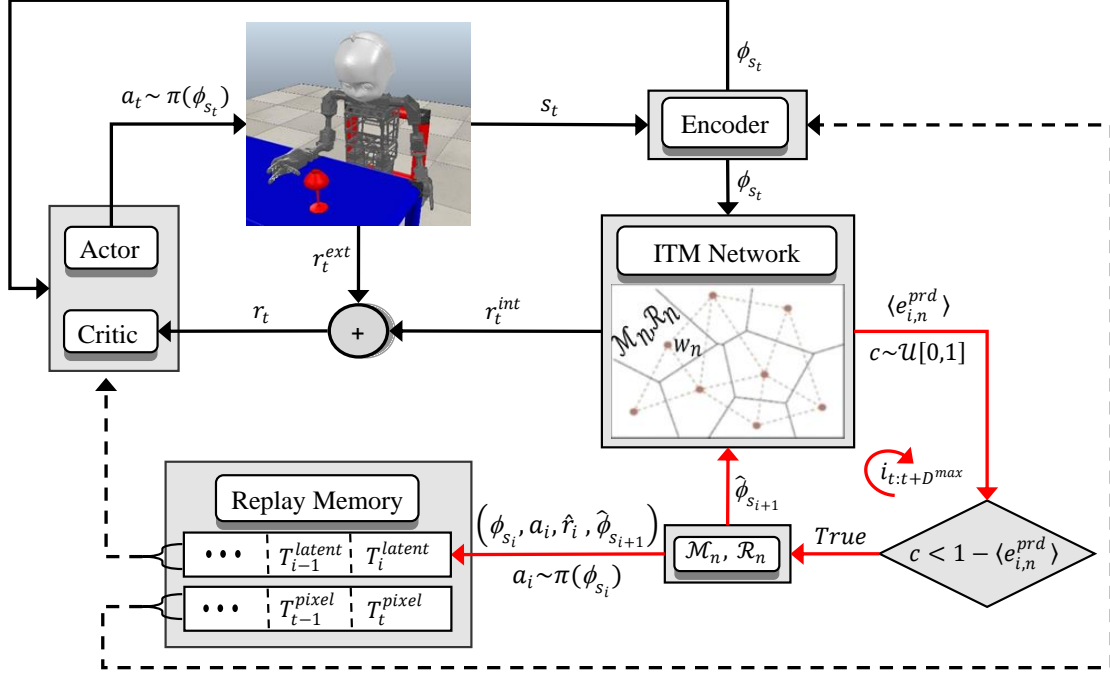 ϕ_{s_t}
a_t ~ π(ϕ_{s_t})
s_t
Encoder
ϕ_{s_t}
Actor
Critic
r_t^{ext}
r_t
+
r_t^{int}
ITM Network
ℳ_n, ℛ_n
w_n
⟨e_{i,n}^{prd}⟩
c~𝒰[0,1]
i_{t:t+D^{max}}
ϕ̂_{s_{i+1}}
c < 1 − ⟨e_{i,n}^{prd}⟩
True
ℳ_n, ℛ_n
(ϕ_{s_i}, a_i, r̂_i, ϕ̂_{s_{i+1}})
a_i~π(ϕ_{s_i})
Replay Memory
••• T_{i−1}^{latent} T_i^{latent}
••• T_{t−1}^{pixel} T_t^{pixel}